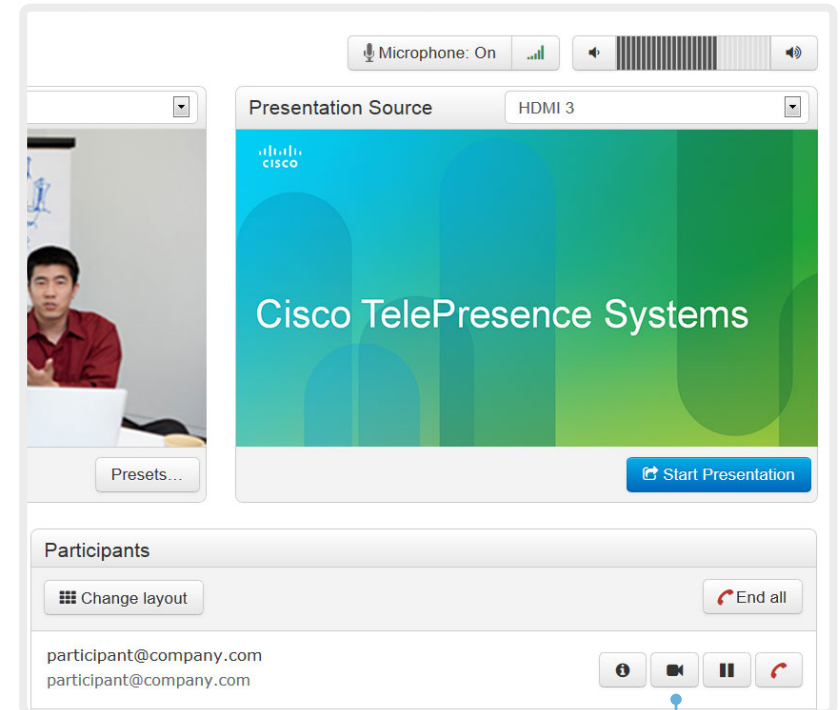 Microphone: On
Presentation Source
HDMI 3
cisco
Cisco TelePresence Systems
Presets...
Start Presentation
Participants
Change layout
End all
participant@company.com
participant@company.com